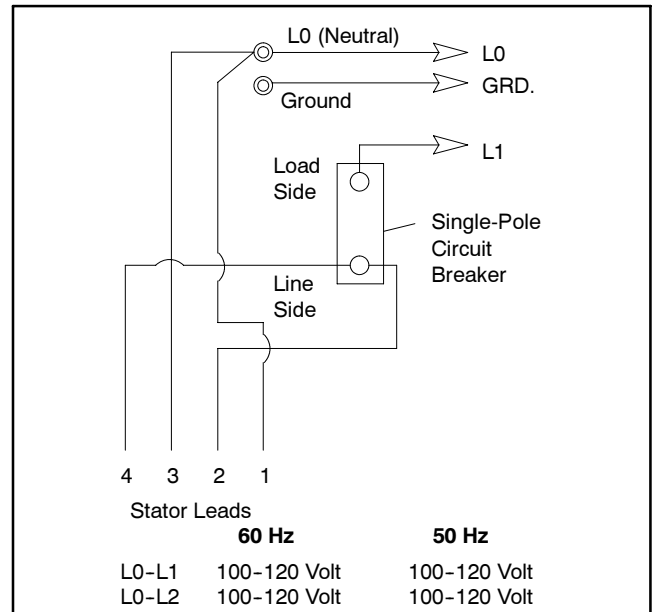 L0 (Neutral)
L0
GRD.
Ground
L1
Load
Side
Single-Pole
Circuit
Breaker
Line
Side
4 3 2 1
Stator Leads
60 Hz 50 Hz
L0-L1 100-120 Volt 100-120 Volt
L0-L2 100-120 Volt 100-120 Volt